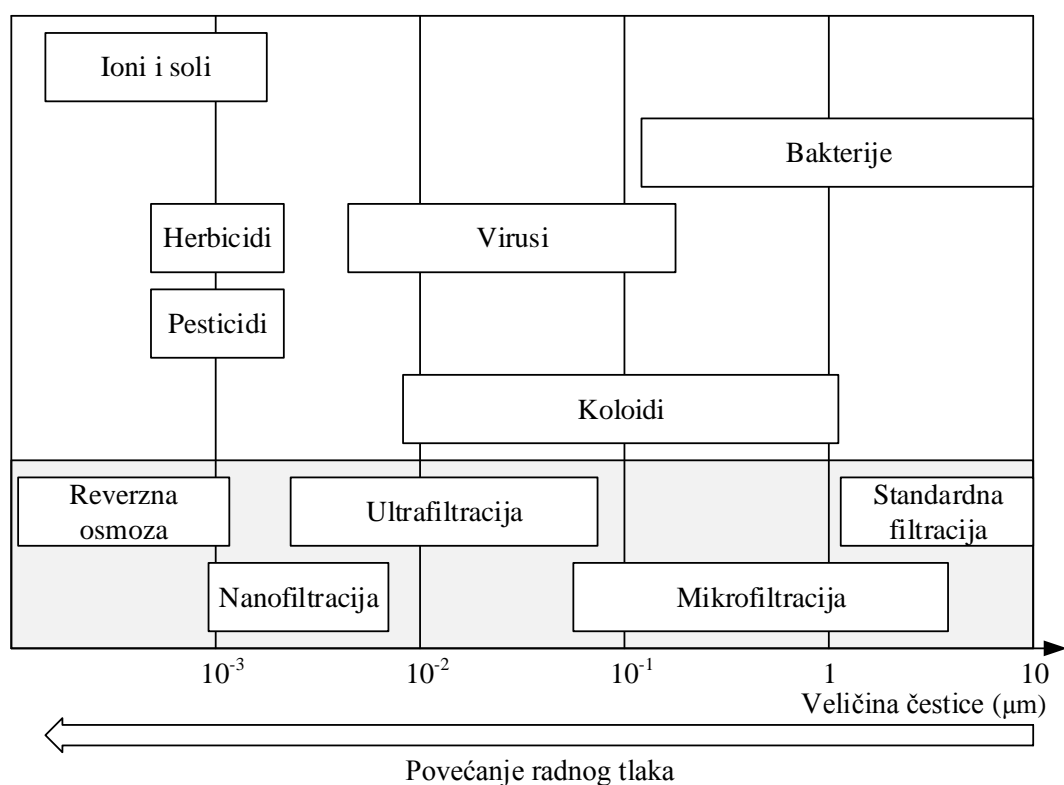 Ioni i soli
Bakterije
Herbicidi
Virusi
Pesticidi
Koloidi
Reverzna
osmoza
Ultrafiltracija
Standardna
filtracija
Nanofiltracija
Mikrofiltracija
10⁻³
10⁻²
10⁻¹
1
10
Veličina čestice (μm)
Povećanje radnog tlaka